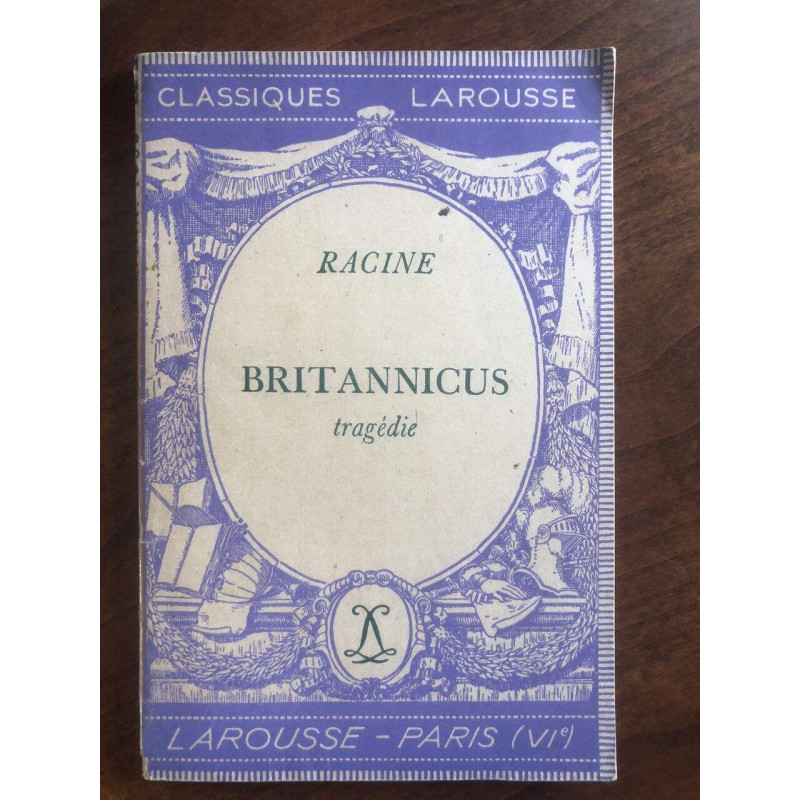 CLASSIQUES LAROUSSE
RACINE
BRITANNICUS
tragédie
L
LAROUSSE - PARIS (VIe)